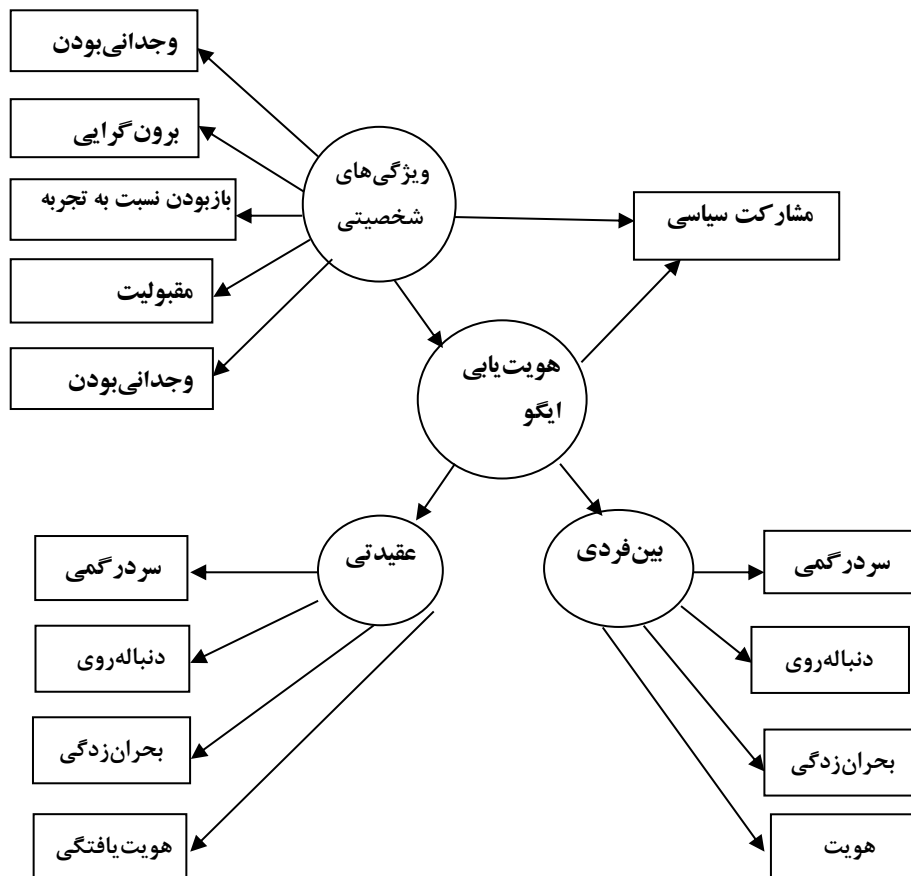 وجدانی‌بودن
برون‌گرایی
بازبودن نسبت به تجربه
مقبولیت
وجدانی‌بودن
ویژگی‌های
شخصیتی
مشارکت سیاسی
هویت‌یابی
ایگو
بین‌فردی
عقیدتی
سردرگمی
دنباله‌روی
بحران‌زدگی
هویت
سردرگمی
دنباله‌روی
بحران‌زدگی
هویت‌یافتگی